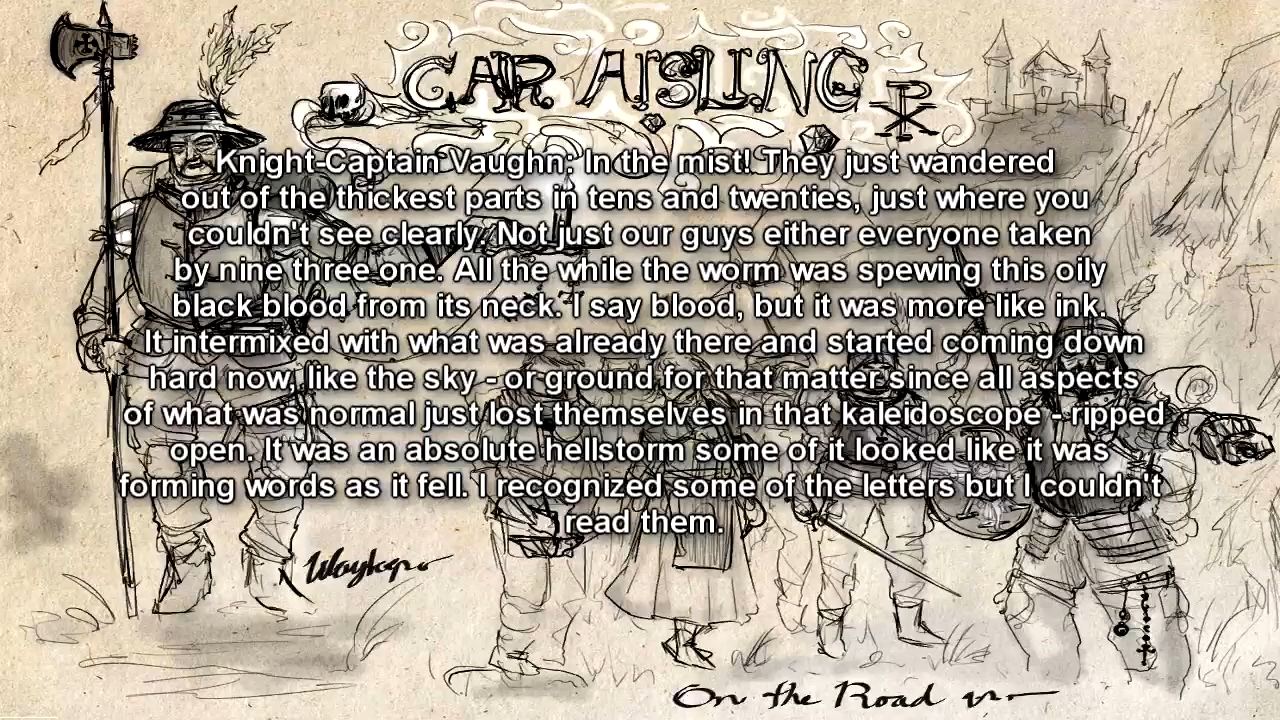 CAR AISLING
Knight-Captain Vaughn: In the mist! They just wandered
out of the thickest parts in tens and twenties, just where you
couldn't see clearly. Not just our guys either everyone taken
by nine three one. All the while the worm was spewing this oily
black blood from its neck. I say blood, but it was more like ink.
It intermixed with what was already there and started coming down
hard now, like the sky - or ground for that matter since all aspects
of what was normal just lost themselves in that kaleidoscope - ripped
open. It was an absolute hellstorm some of it looked like it was
forming words as it fell. I recognized some of the letters but I couldn't
read them.
On the Road